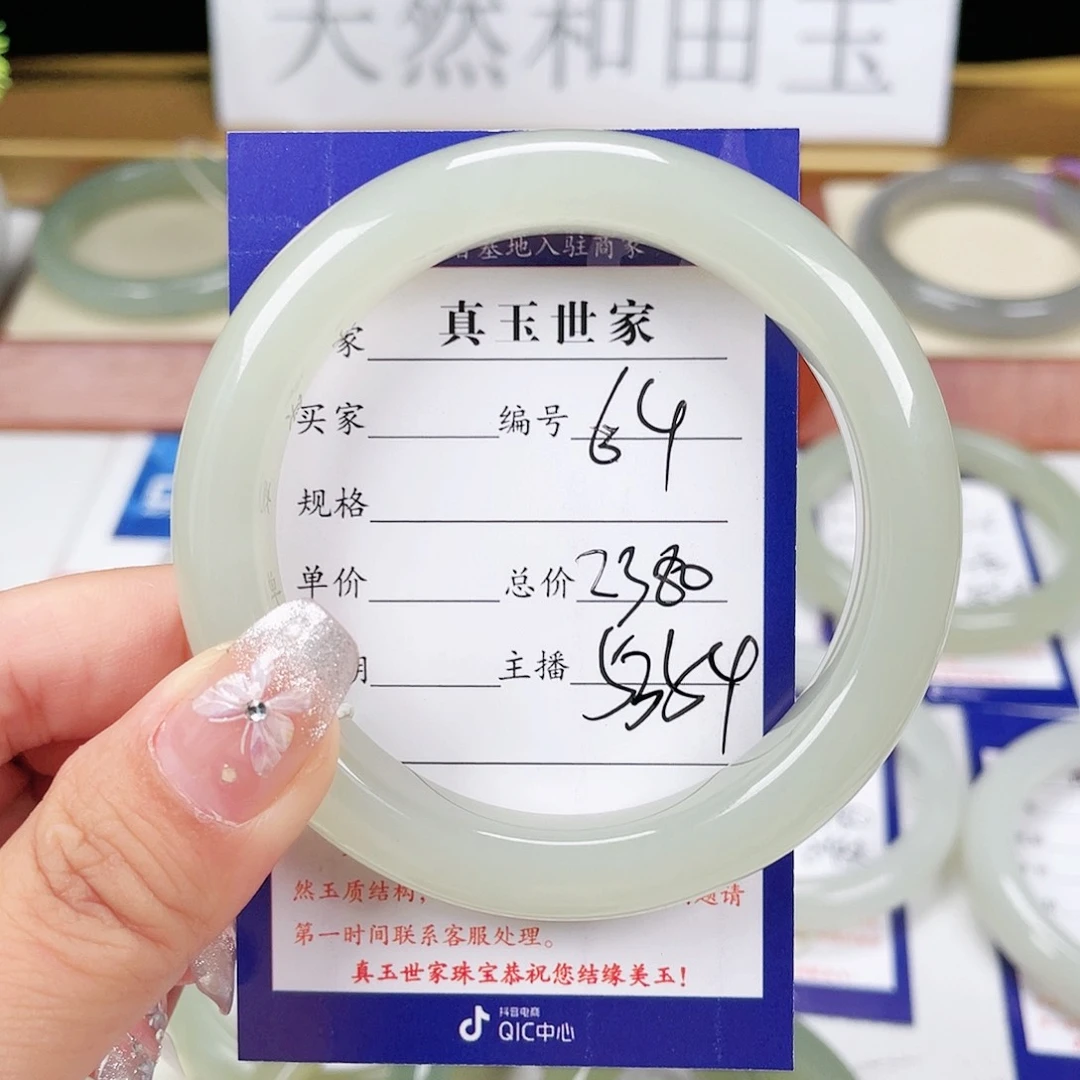 天然和田玉
基地入驻商家
家 真玉世家
买家 编号 64
规格
单价 总价 2380
主播
然玉质结构,
第一时间联系客服处理。
真玉世家珠宝恭祝您结缘美玉!
抖音电商
QIC中心